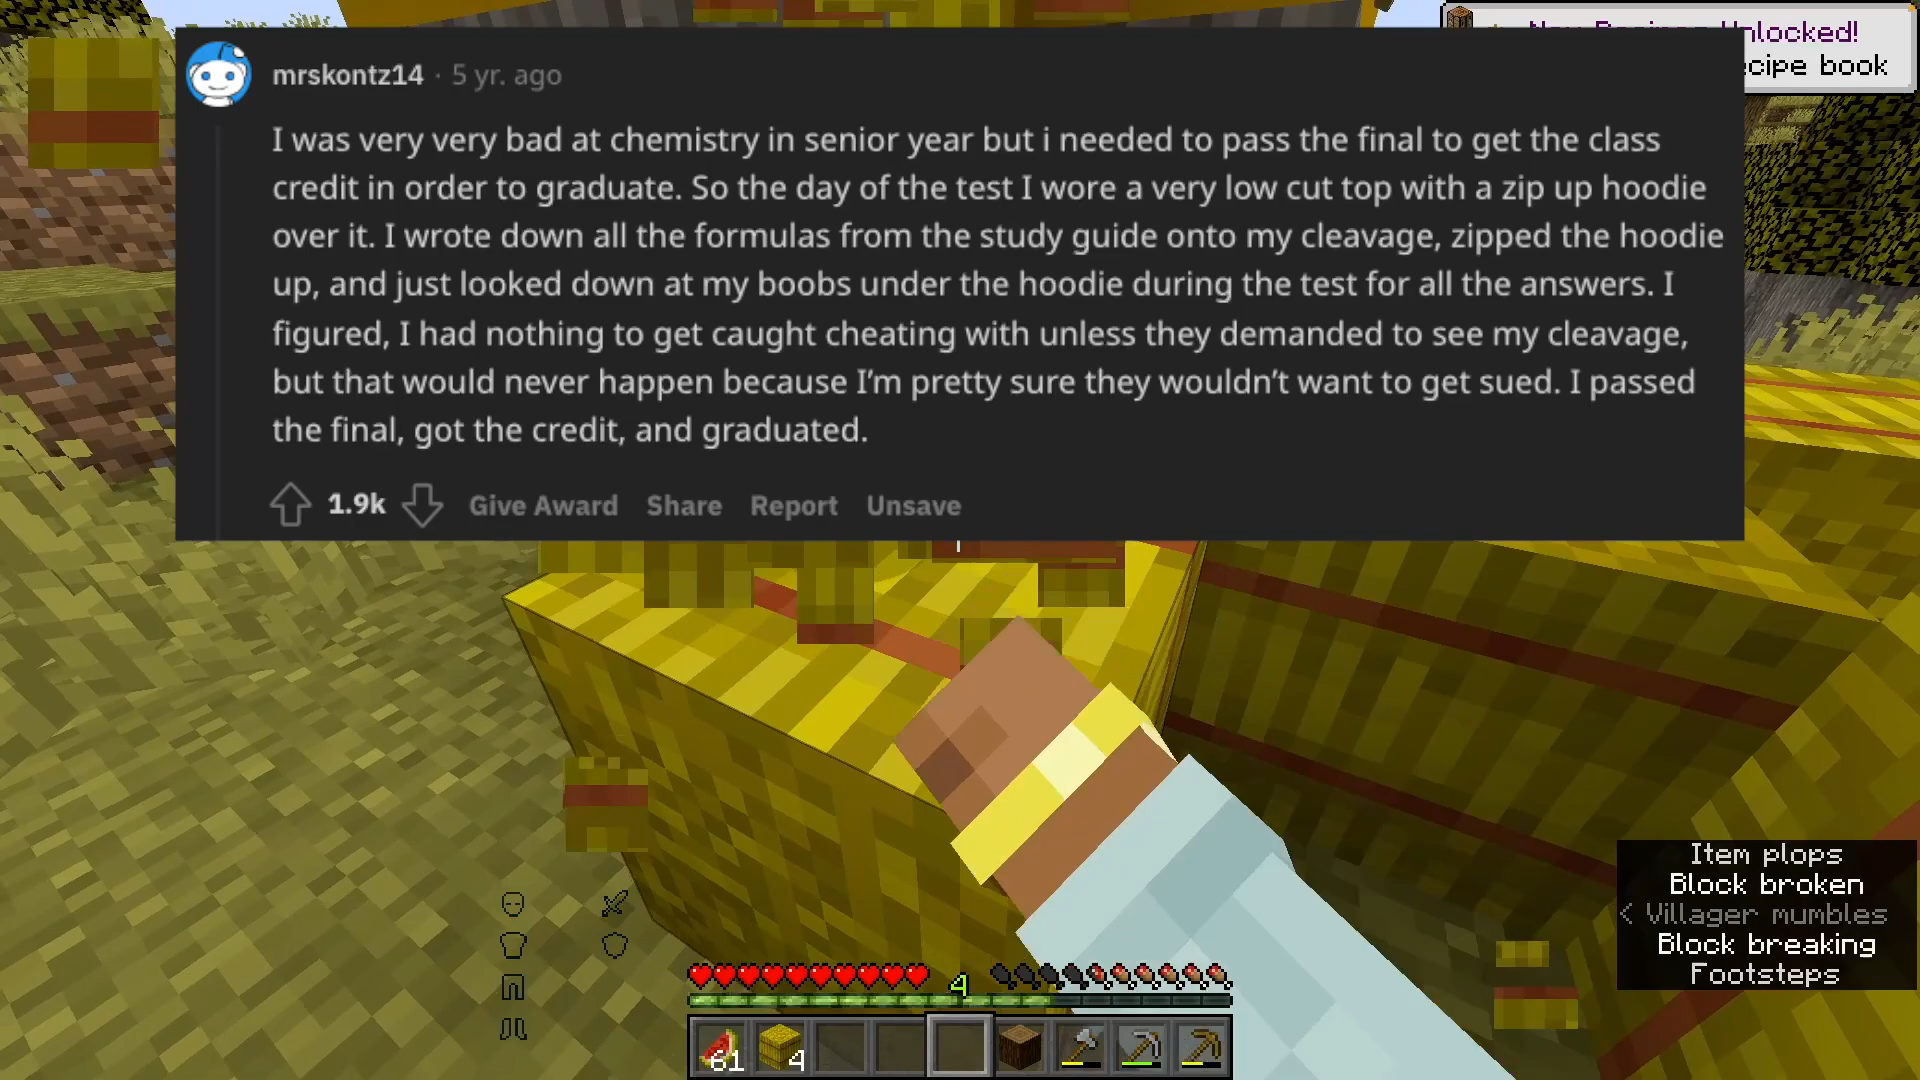 nlocked!
ecipe book
mrskontz14 · 5 yr. ago
I was very very bad at chemistry in senior year but i needed to pass the final to get the class
credit in order to graduate. So the day of the test I wore a very low cut top with a zip up hoodie
over it. I wrote down all the formulas from the study guide onto my cleavage, zipped the hoodie
up, and just looked down at my boobs under the hoodie during the test for all the answers. I
figured, I had nothing to get caught cheating with unless they demanded to see my cleavage,
but that would never happen because I’m pretty sure they wouldn’t want to get sued. I passed
the final, got the credit, and graduated.
1.9k Give Award Share Report Unsave
Item plops
Block broken
< Villager mumbles
Block breaking
Footsteps
4
61 4